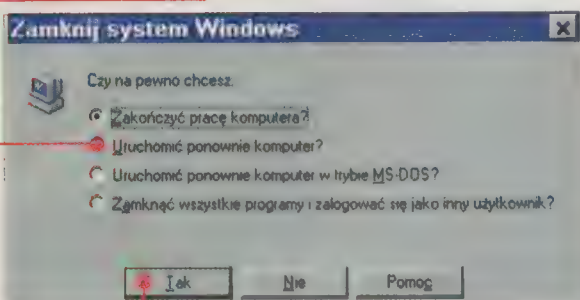 Zamknij system Windows
Czy na pewno chcesz:
Zakończyć pracę komputera?
Uruchomić ponownie komputer?
Uruchomić ponownie komputer w trybie MS-DOS?
Zamknąć wszystkie programy i zalogować się jako inny użytkownik?
Tak Nie Pomoc